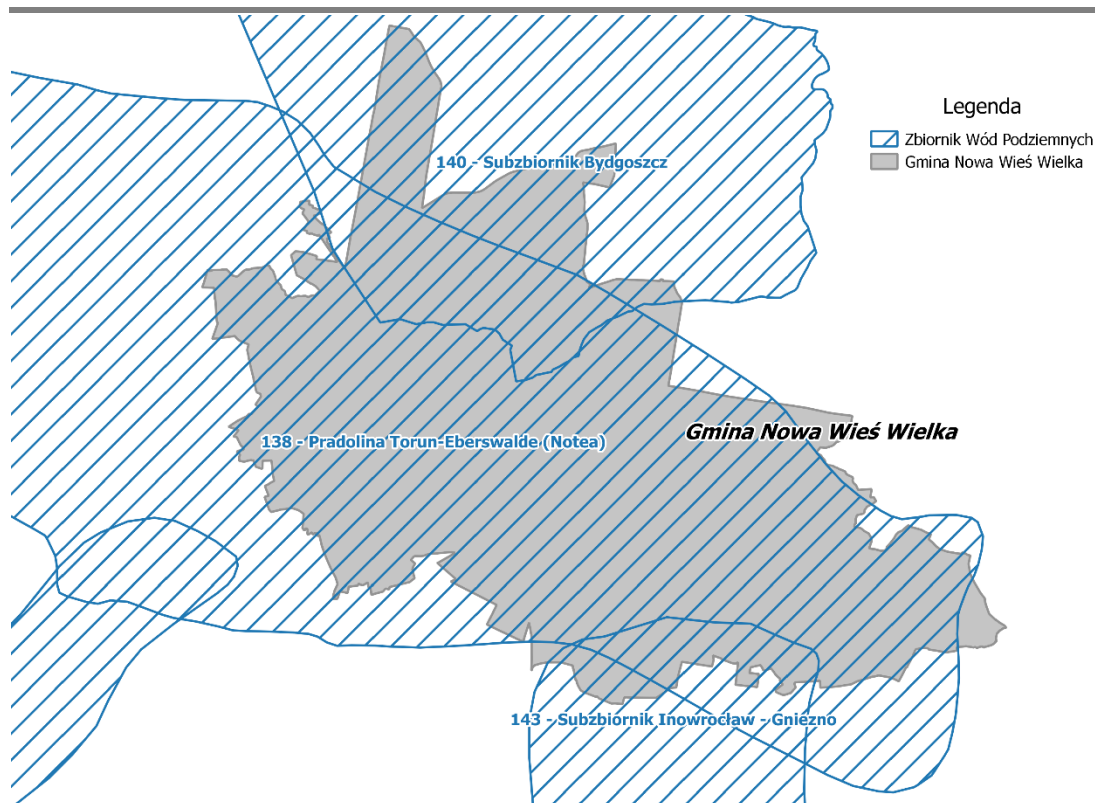 Legenda
Zbiornik Wód Podziemnych
Gmina Nowa Wieś Wielka
140 - Subzbiornik Bydgoszcz
Gmina Nowa Wieś Wielka
138 - Pradolina Torun-Eberswalde (Notea)
143 - Subzbiornik Inowrocław - Gniezno